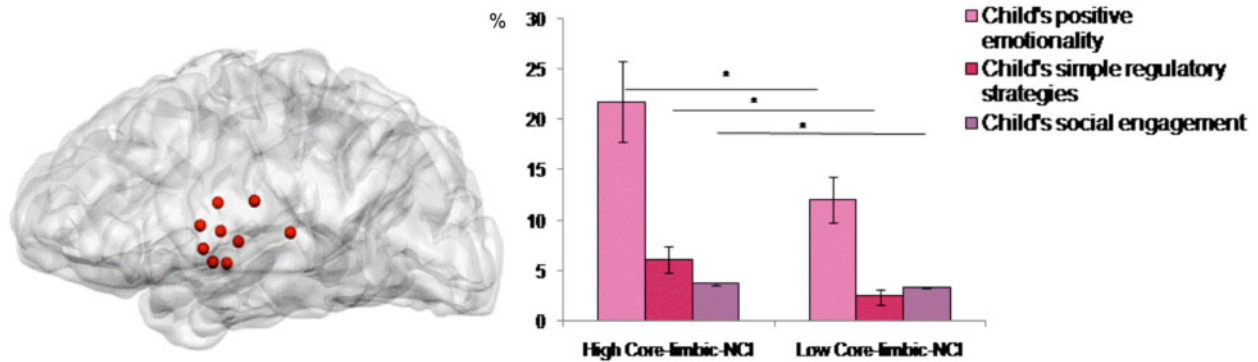 %
30
25
20
15
10
5
0
*
*
*
High Core-limbic-NCI
Low Core-limbic-NCI
Child's positive
emotionality
Child's simple regulatory
strategies
Child's social engagement